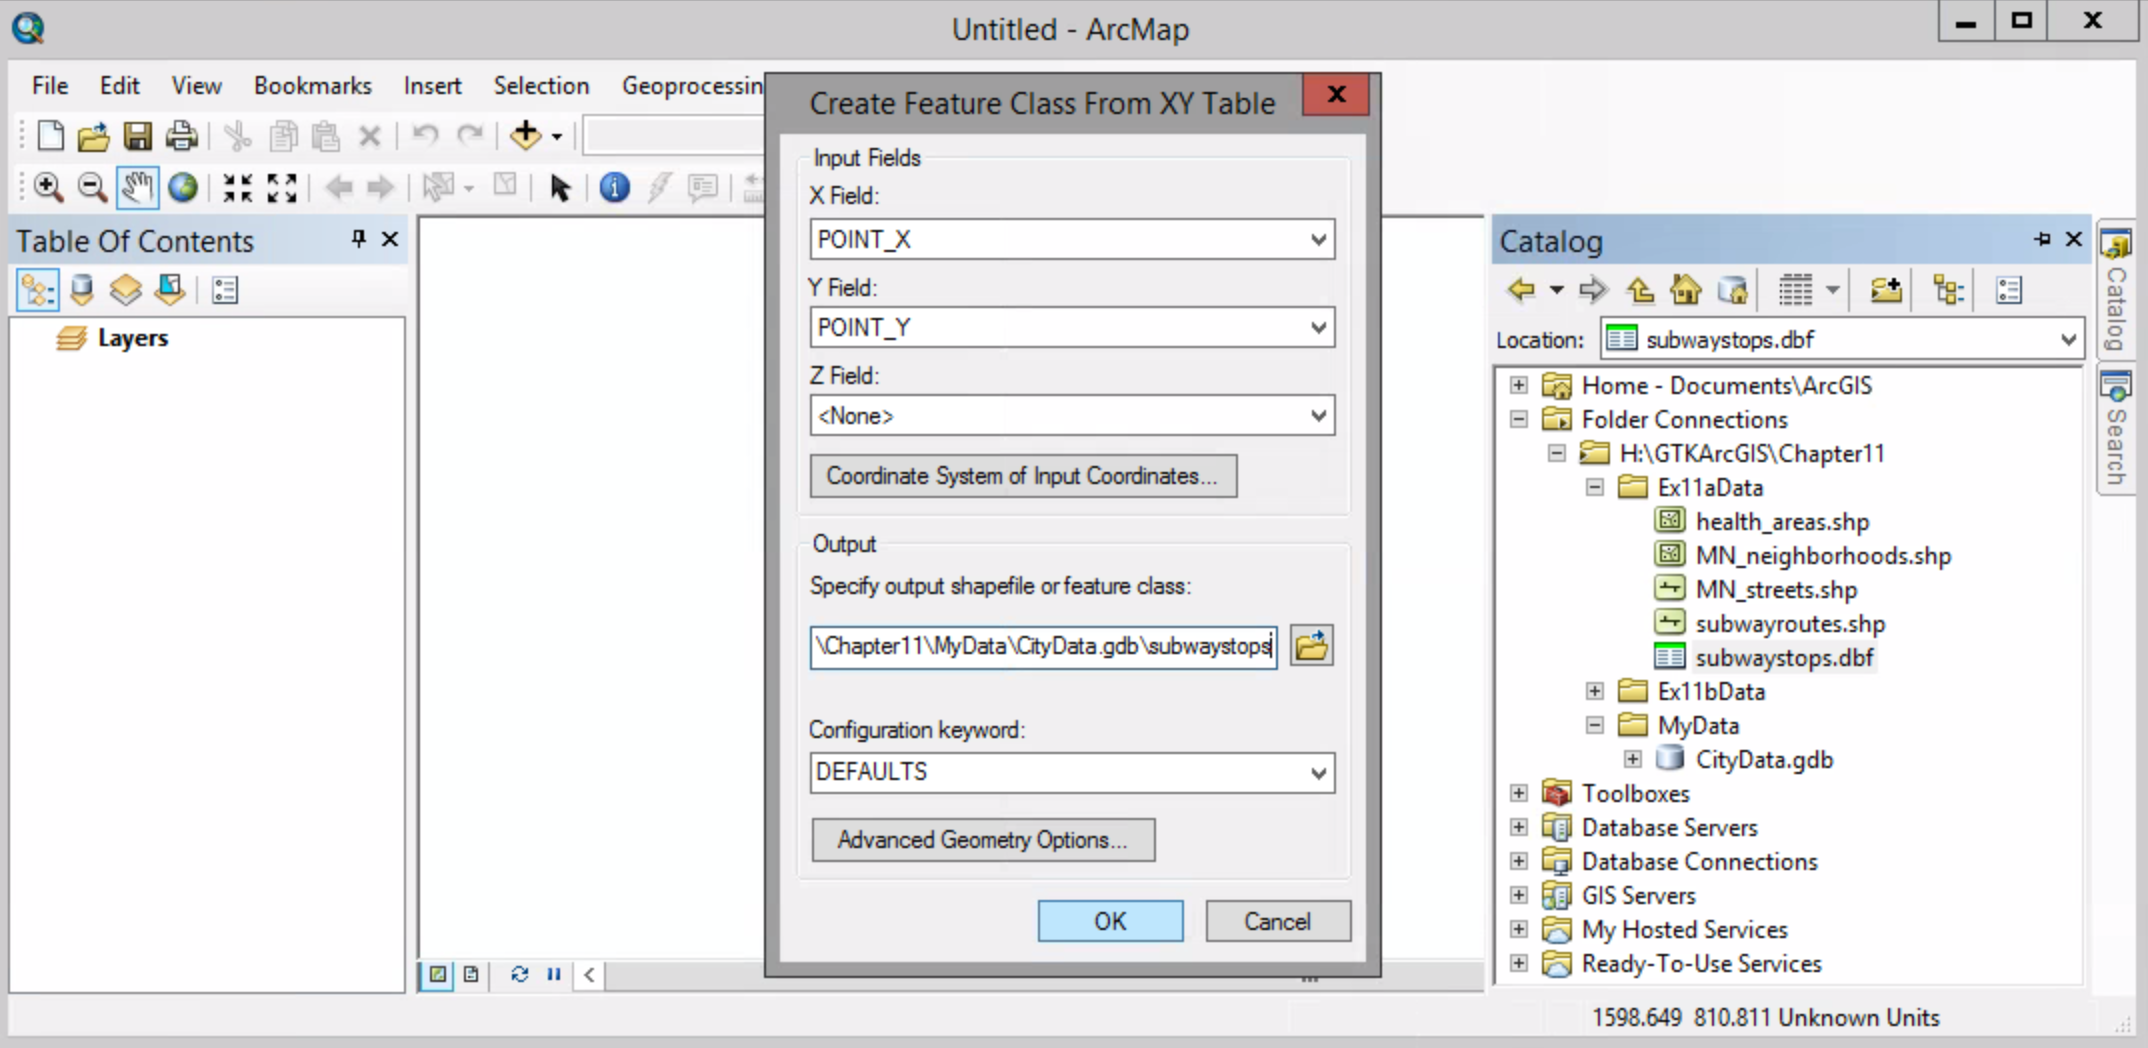 Untitled - ArcMap
File Edit View Bookmarks Insert Selection Geoprocessin
Create Feature Class From XY Table
Input Fields
X Field:
POINT_X
Y Field:
POINT_Y
Z Field:
<None>
Coordinate System of Input Coordinates...
Output
Specify output shapefile or feature class:
\Chapter11\MyData\CityData.gdb\subwaystops
Configuration keyword:
DEFAULTS
Advanced Geometry Options...
OK Cancel
Table Of Contents
Layers
Catalog
Location: subwaystops.dbf
Home - Documents\ArcGIS
Folder Connections
H:\GTKArcGIS\Chapter11
Ex11aData
health_areas.shp
MN_neighborhoods.shp
MN_streets.shp
subwayroutes.shp
subwaystops.dbf
Ex11bData
MyData
CityData.gdb
Toolboxes
Database Servers
Database Connections
GIS Servers
My Hosted Services
Ready-To-Use Services
Catalog
Search
1598.649 810.811 Unknown Units